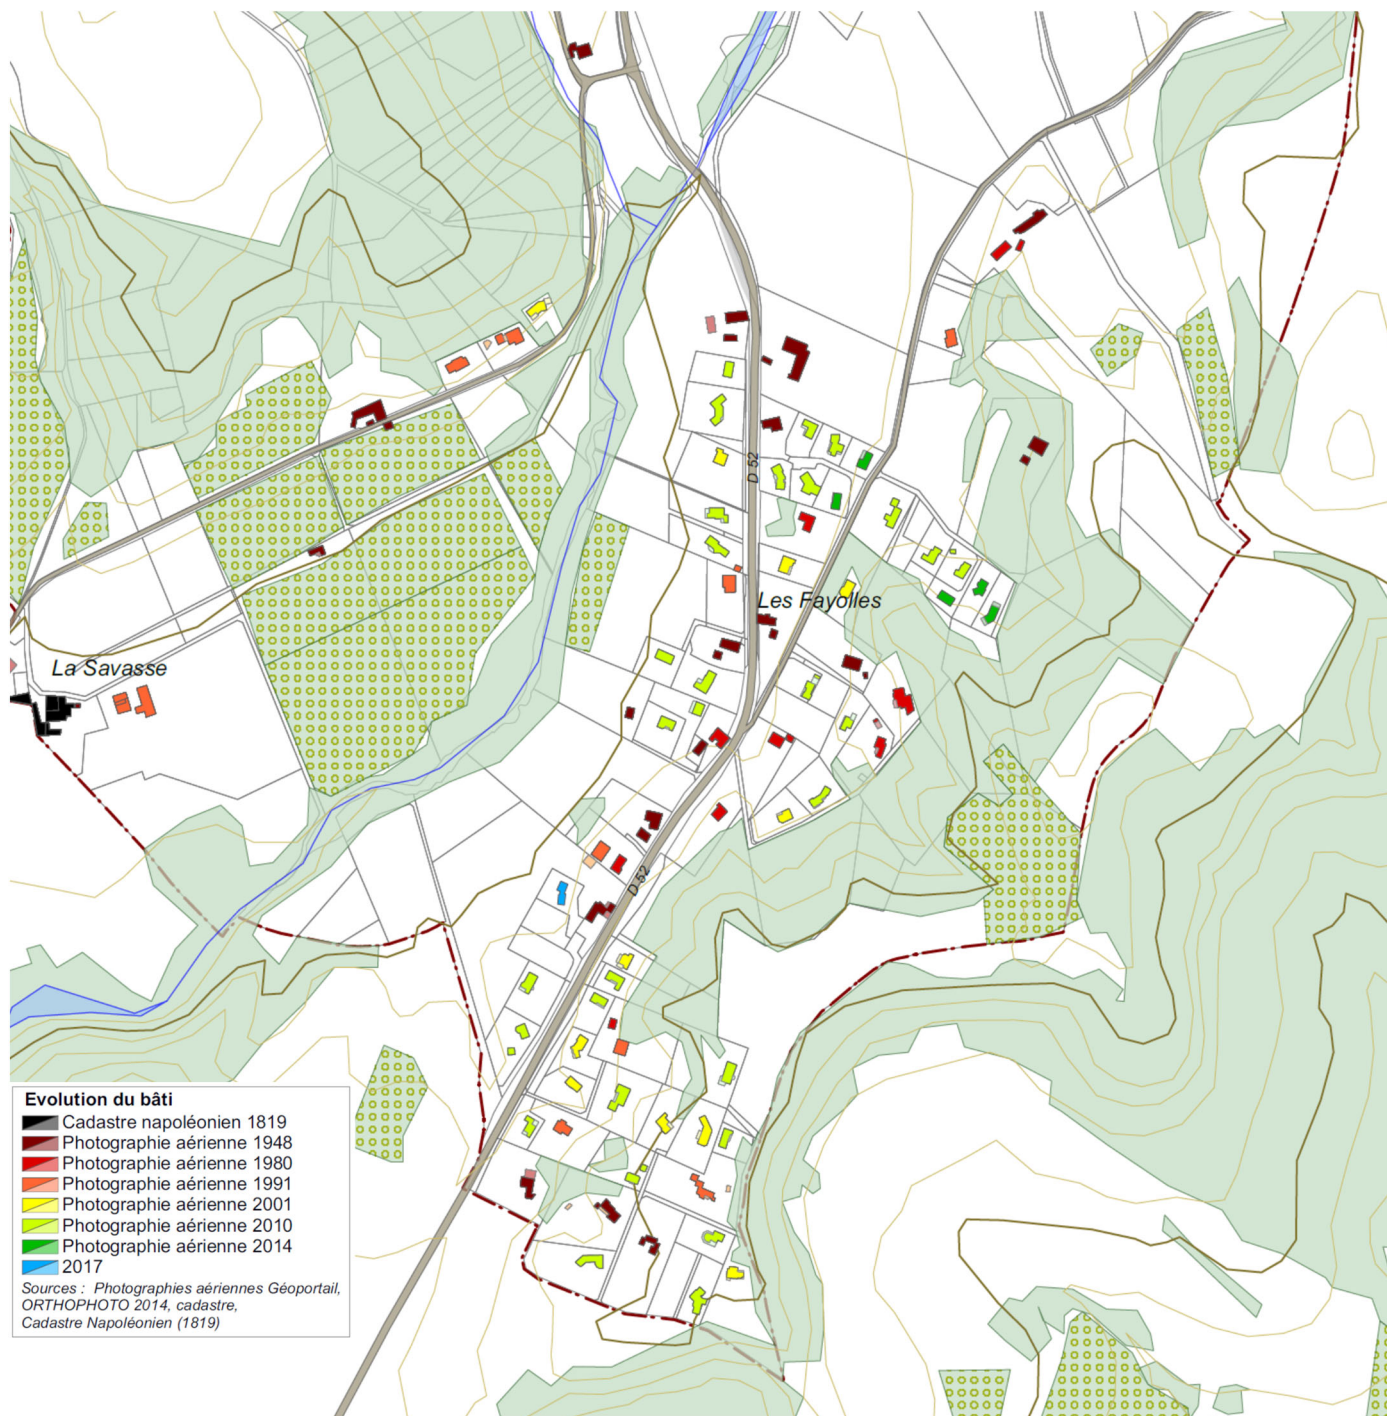 D 52
Les Fayolles
La Savasse
D 52
Evolution du bâti
Cadastre napoléonien 1819
Photographie aérienne 1948
Photographie aérienne 1980
Photographie aérienne 1991
Photographie aérienne 2001
Photographie aérienne 2010
Photographie aérienne 2014
2017
Sources : Photographies aériennes Géoportail,
ORTHOPHOTO 2014, cadastre,
Cadastre Napoléonien (1819)